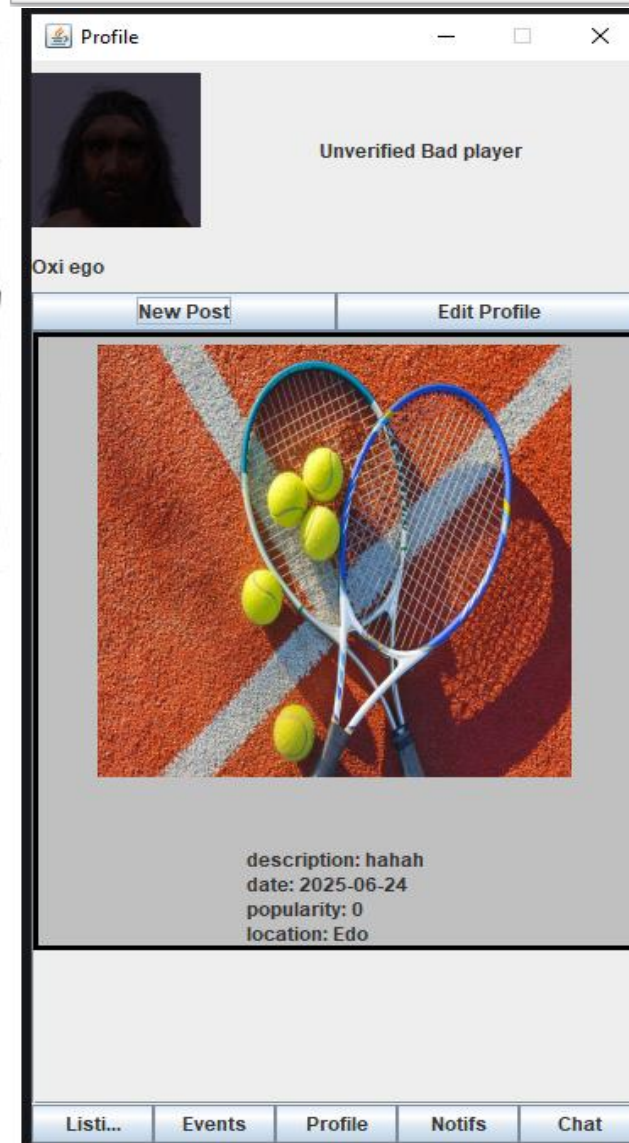 Profile
Unverified Bad player
Oxi ego
New Post Edit Profile
description: hahah
date: 2025-06-24
popularity: 0
location: Edo
Listi... Events Profile Notifs Chat